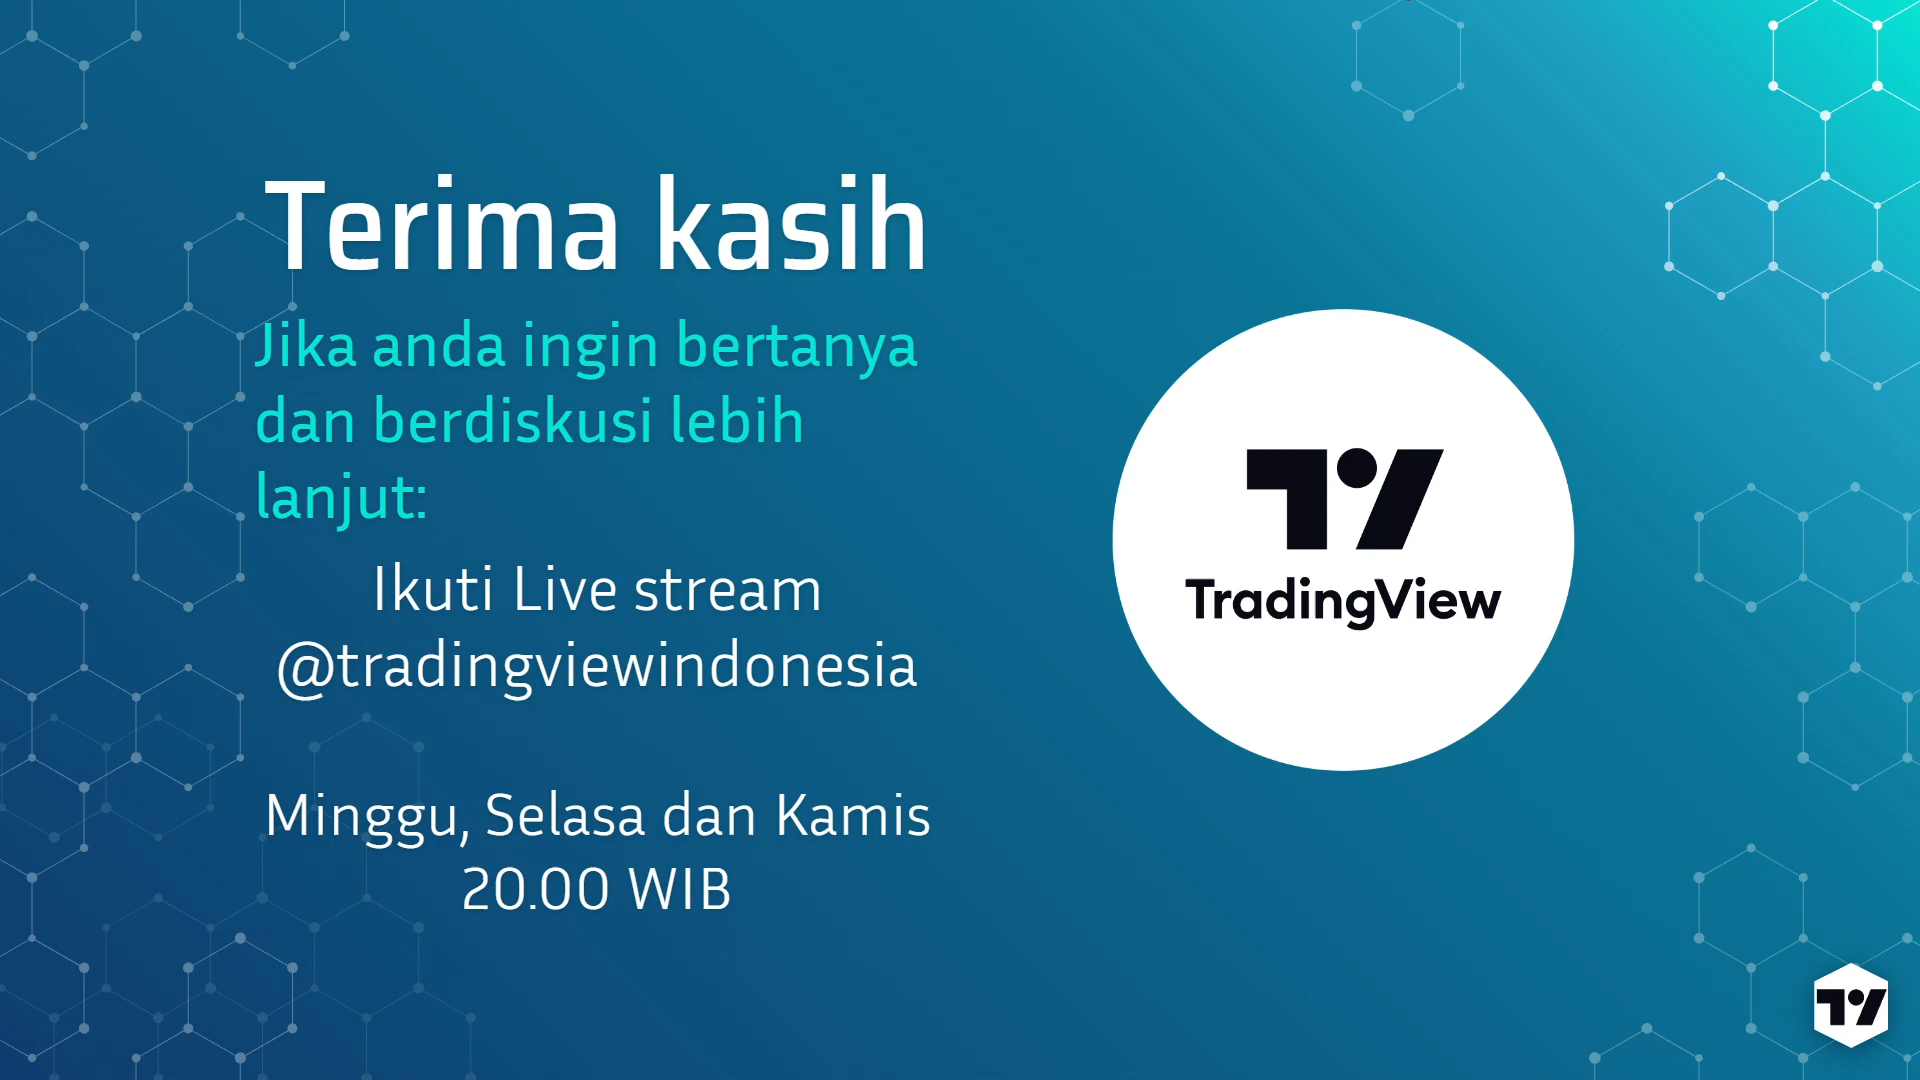 Terima kasih
Jika anda ingin bertanya
dan berdiskusi lebih
lanjut:
Ikuti Live stream
@tradingviewindonesia
Minggu, Selasa dan Kamis
20.00 WIB
TradingView